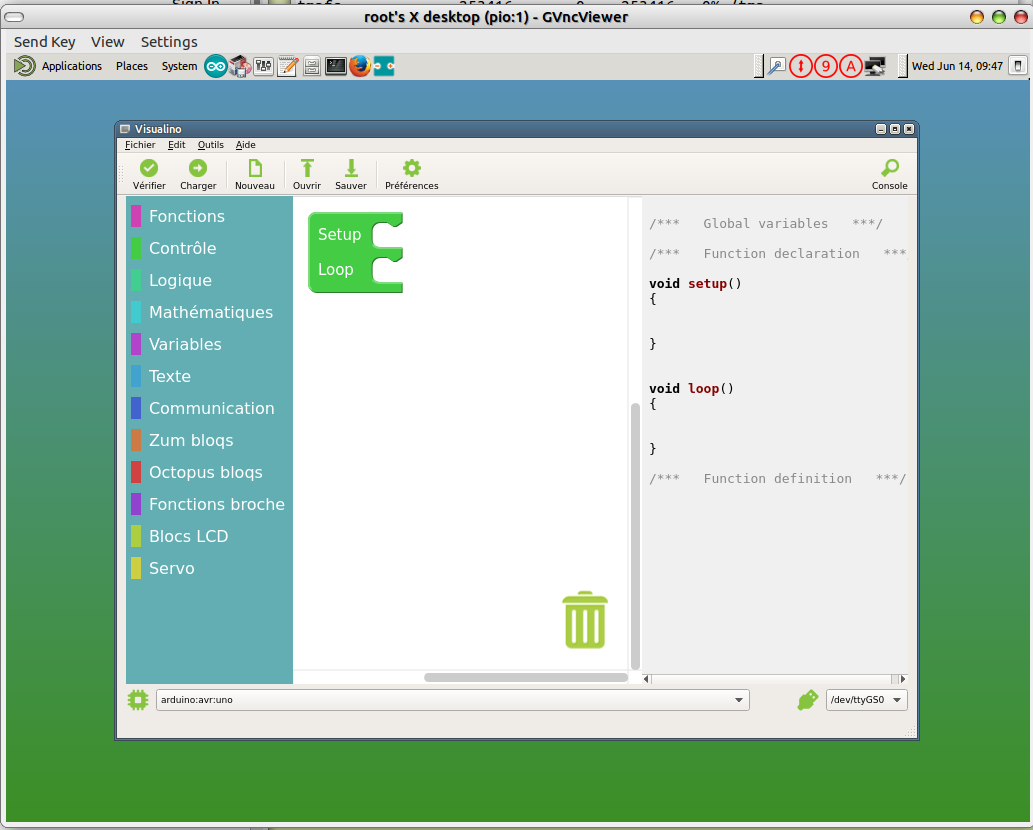 root's X desktop (pio:1) - GVncViewer
Send Key View Settings
Applications Places System
9 A
Wed Jun 14, 09:47
Visualino
Fichier Edit Outils Aide
Vérifier Charger Nouveau Ouvrir Sauver Préférences Console
Fonctions
Contrôle
Logique
Mathématiques
Variables
Texte
Communication
Zum bloqs
Octopus bloqs
Fonctions broche
Blocs LCD
Servo
Setup
Loop
/*** Global variables ***/
/*** Function declaration ***
void setup()
{
}
void loop()
{
}
/*** Function definition ***/
arduino:avr:uno
/dev/ttyGS0